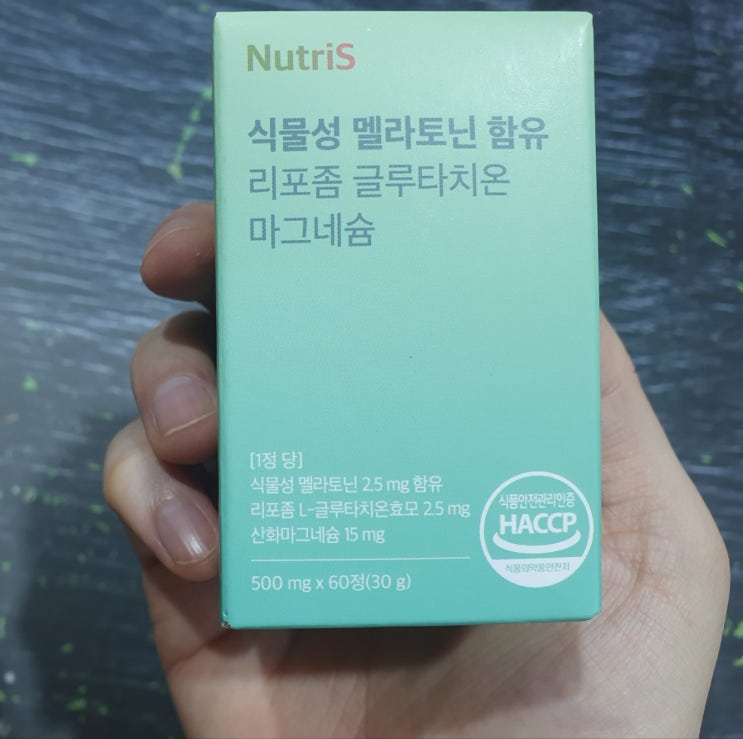 NutriS
식물성 멜라토닌 함유
리포좀 글루타치온
마그네슘
[1정 당]
식물성 멜라토닌 2.5 mg 함유
리포좀 L-글루타치온효모 2.5 mg
산화마그네슘 15 mg
500 mg x 60정(30 g)
식품안전관리인증
HACCP
식품의약품안전처